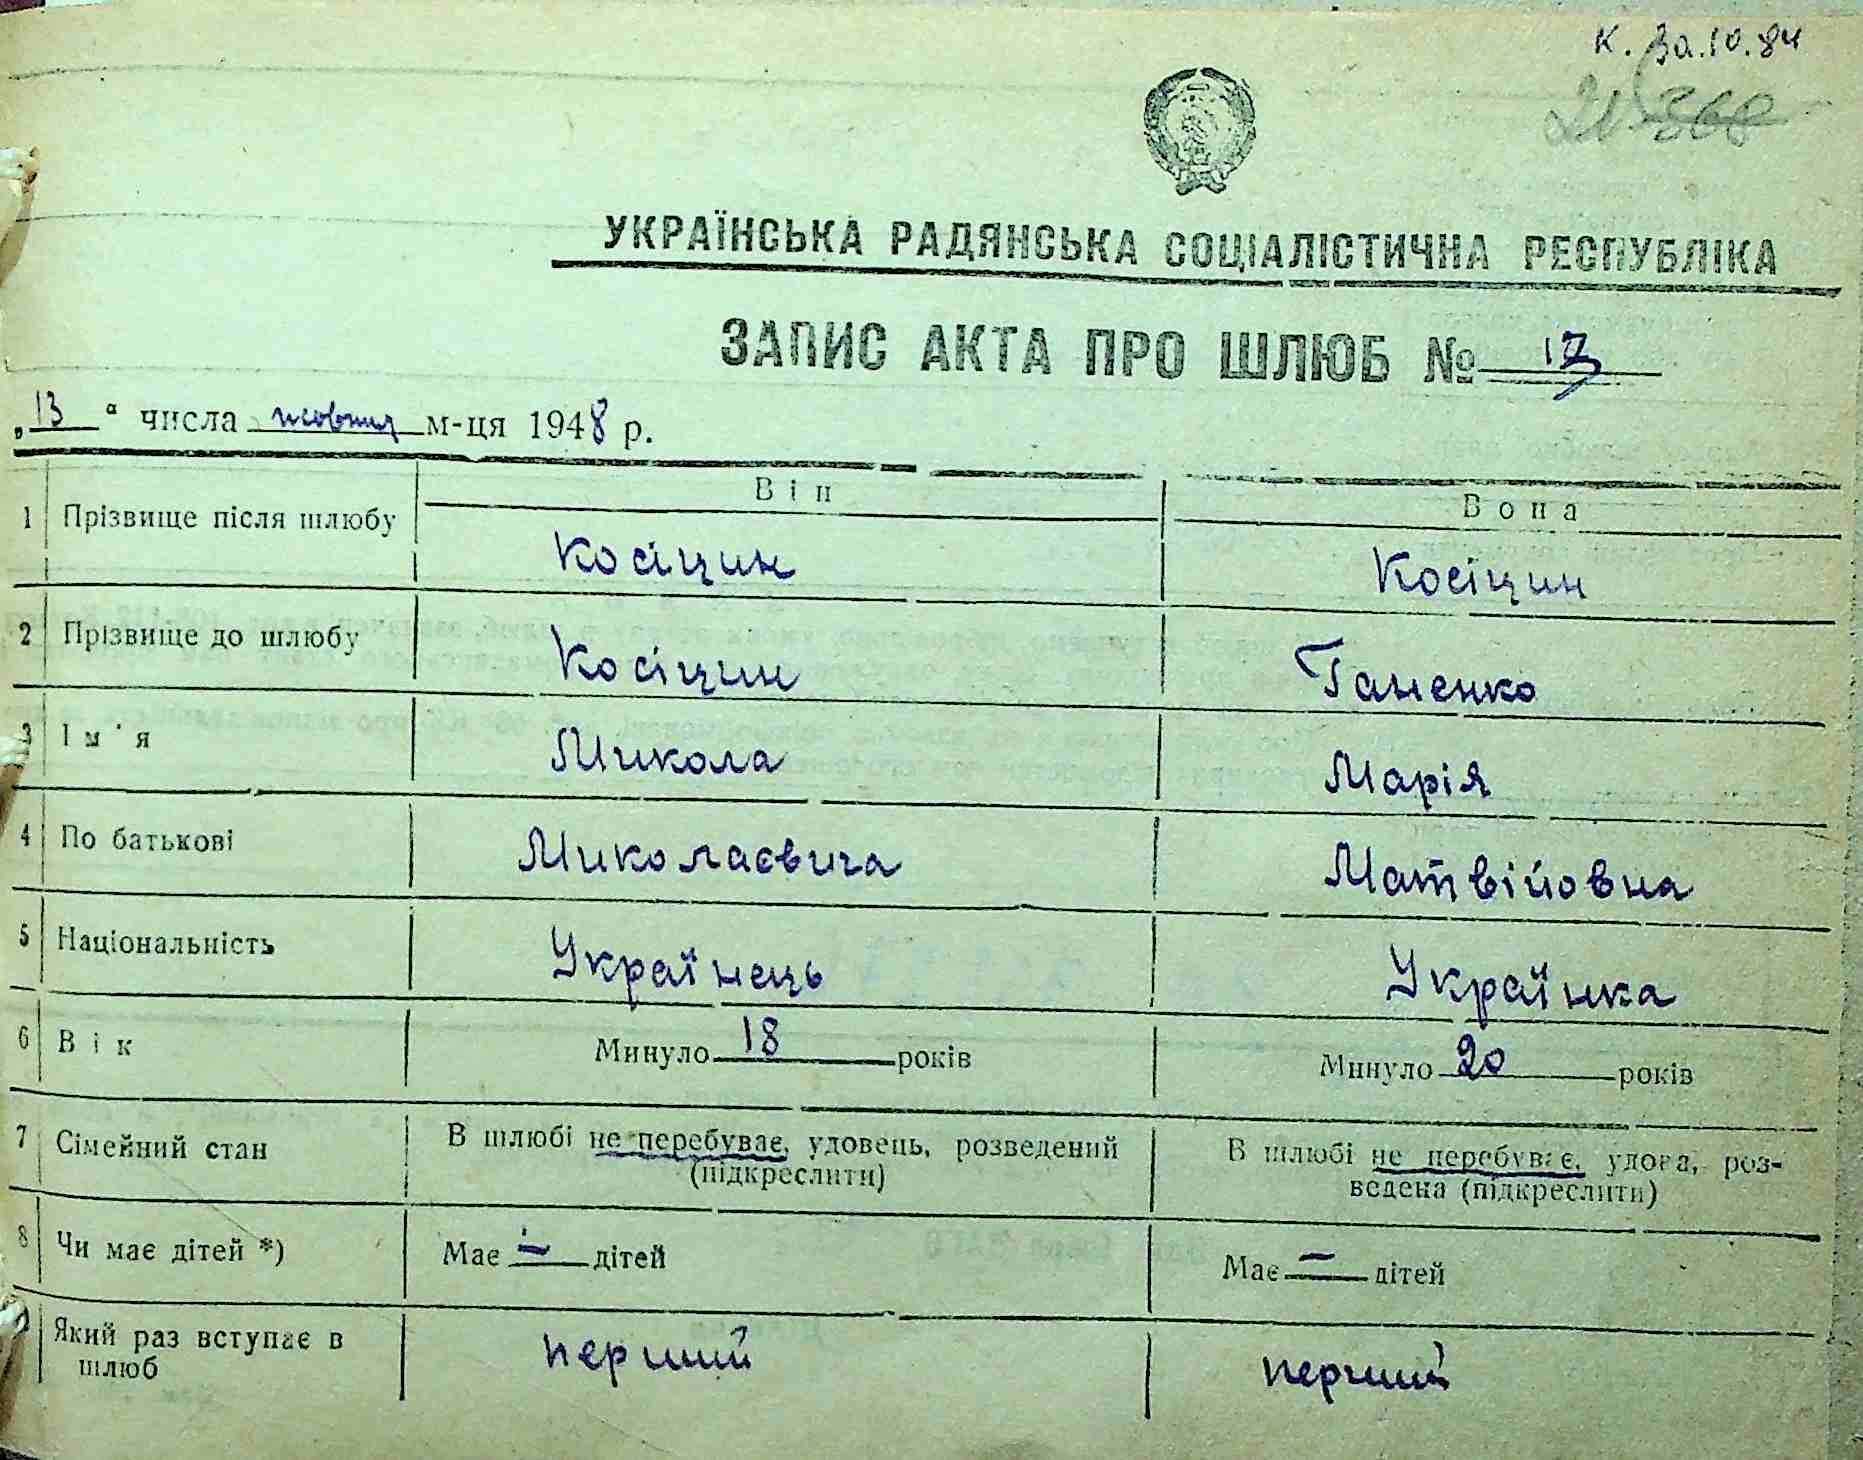 К. 30.10.84
УКРАЇНСЬКА РАДЯНСЬКА СОЦІАЛІСТИЧНА РЕСПУБЛІКА
ЗАПИС АКТА ПРО ШЛЮБ №
„13“ числа жовтня м-ця 1948 р.
Він Вона
1 Прізвище після шлюбу Косіцин Косіцин
2 Прізвище до шлюбу Косіцин Ганенко
3 Ім'я Микола Марія
4 По батькові Миколаєвича Матвійовна
5 Національність Українець Українка
6 Вік Минуло 18 років Минуло 20 років
7 Сімейний стан В шлюбі не перебуває, удовець, розведений (підкреслити) В шлюбі не перебуває, удова, роз-
ведена (підкреслити)
8 Чи має дітей *) Має — дітей Має — дітей
Який раз вступає в шлюб перший перший